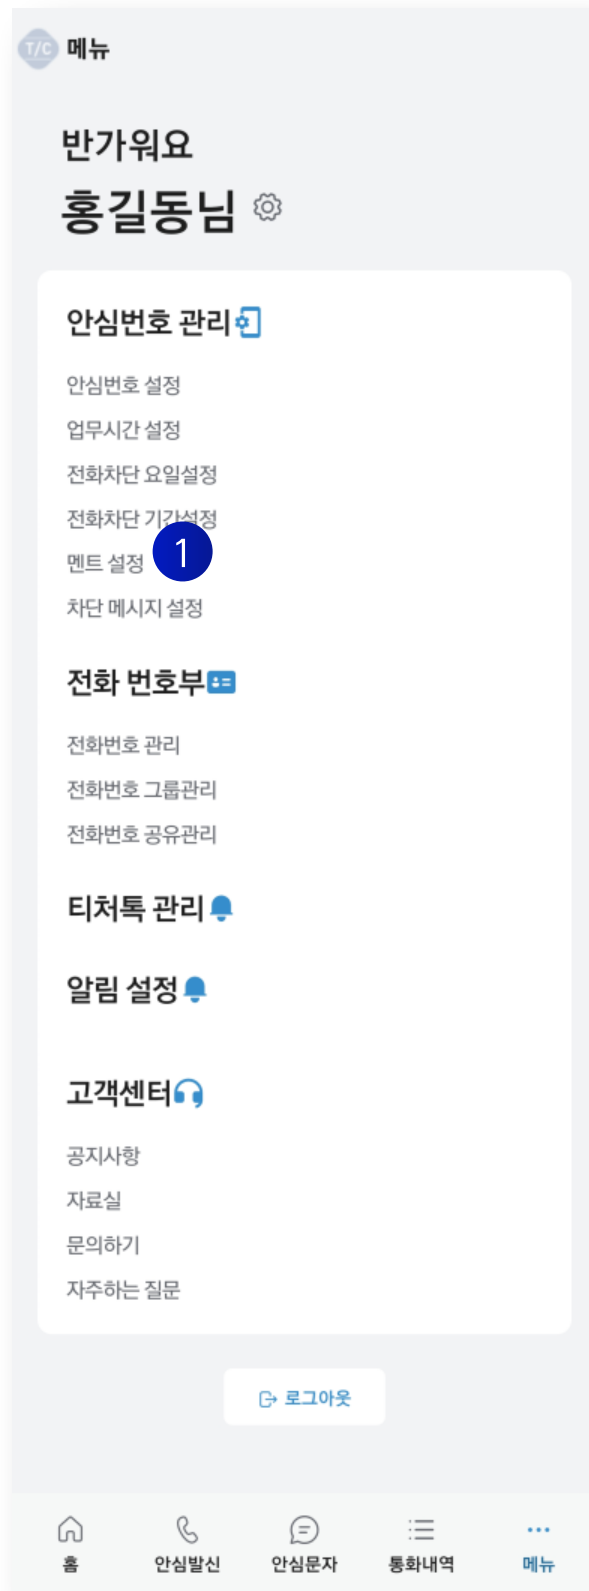 T/C 메뉴
반가워요
홍길동님
안심번호 관리
안심번호 설정
업무시간 설정
전화차단 요일설정
전화차단 기간설정
멘트 설정 1
차단 메시지 설정
전화 번호부
전화번호 관리
전화번호 그룹관리
전화번호 공유관리
티처톡 관리
알림 설정
고객센터
공지사항
자료실
문의하기
자주하는 질문
로그아웃
홈 안심발신 안심문자 통화내역 메뉴